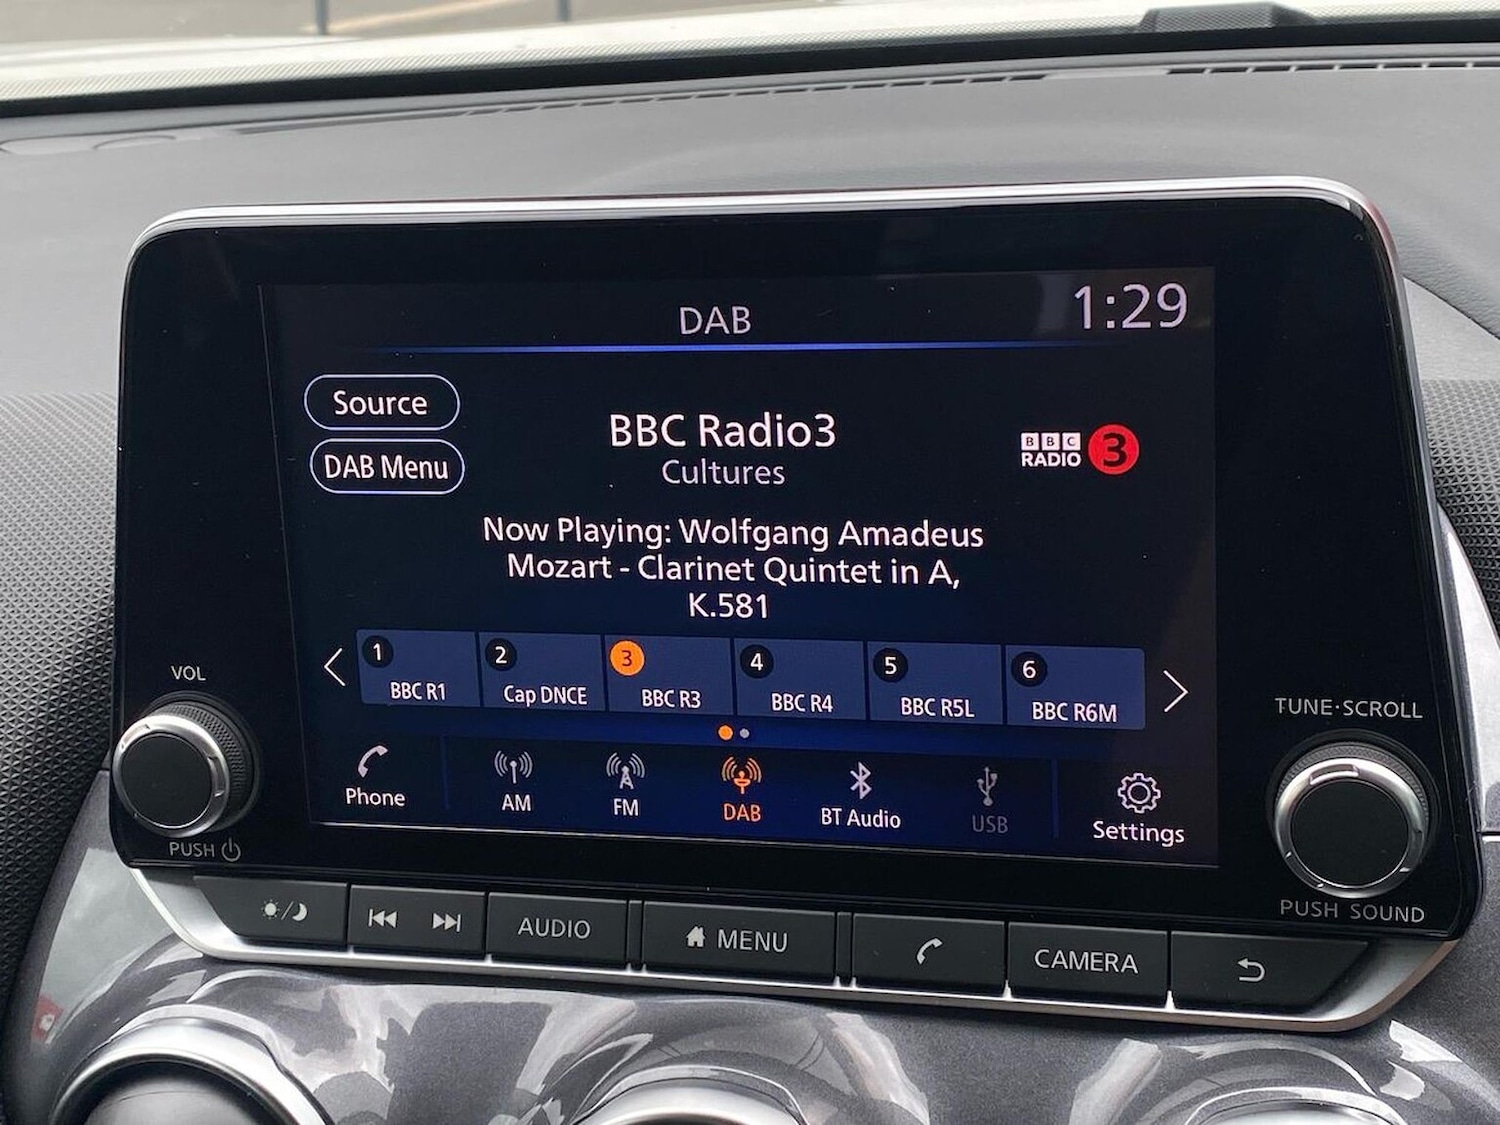 DAB
1:29
Source
DAB Menu
BBC Radio3
Cultures
BBC
RADIO 3
Now Playing: Wolfgang Amadeus
Mozart - Clarinet Quintet in A,
K.581
1 BBC R1
2 Cap DNCE
3 BBC R3
4 BBC R4
5 BBC R5L
6 BBC R6M
Phone
AM
FM
DAB
BT Audio
USB
Settings
VOL
PUSH
TUNE·SCROLL
PUSH SOUND
AUDIO
MENU
CAMERA